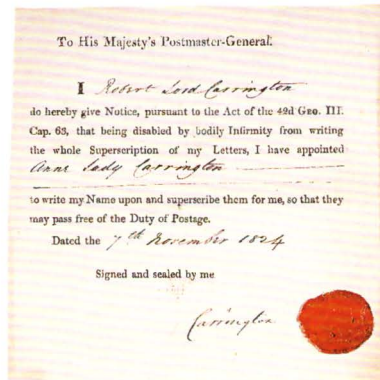 To His Majesty's Postmaster-General.
I Robert Lord Carrington
do hereby give Notice, pursuant to the Act of the 42d Geo. III.
Cap. 63, that being disabled by bodily Infirmity from writing
the whole Superscription of my Letters, I have appointed
Anne Lady Carrington
to write my Name upon and superscribe them for me, so that they
may pass free of the Duty of Postage.
Dated the 7th November 1824
Signed and sealed by me
Carrington